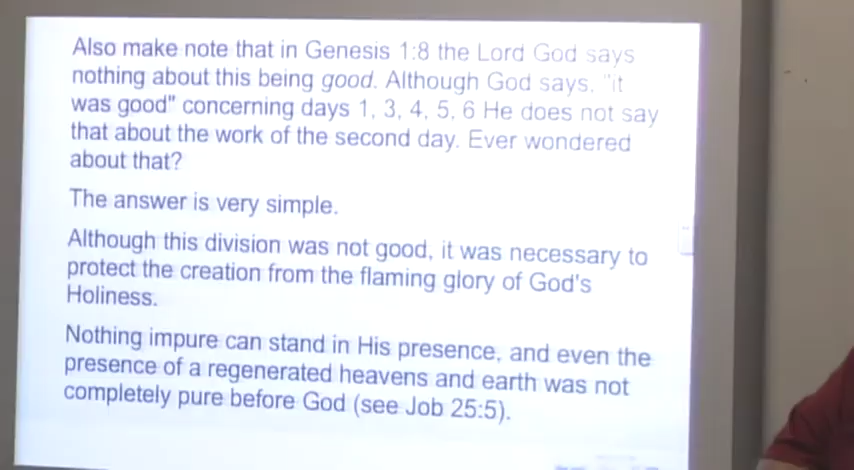 Also make note that in Genesis 1:8 the Lord God says
nothing about this being good. Although God says, "it
was good" concerning days 1, 3, 4, 5, 6 He does not say
that about the work of the second day. Ever wondered
about that?
The answer is very simple.
Although this division was not good, it was necessary to
protect the creation from the flaming glory of God's
Holiness.
Nothing impure can stand in His presence, and even the
presence of a regenerated heavens and earth was not
completely pure before God (see Job 25:5).